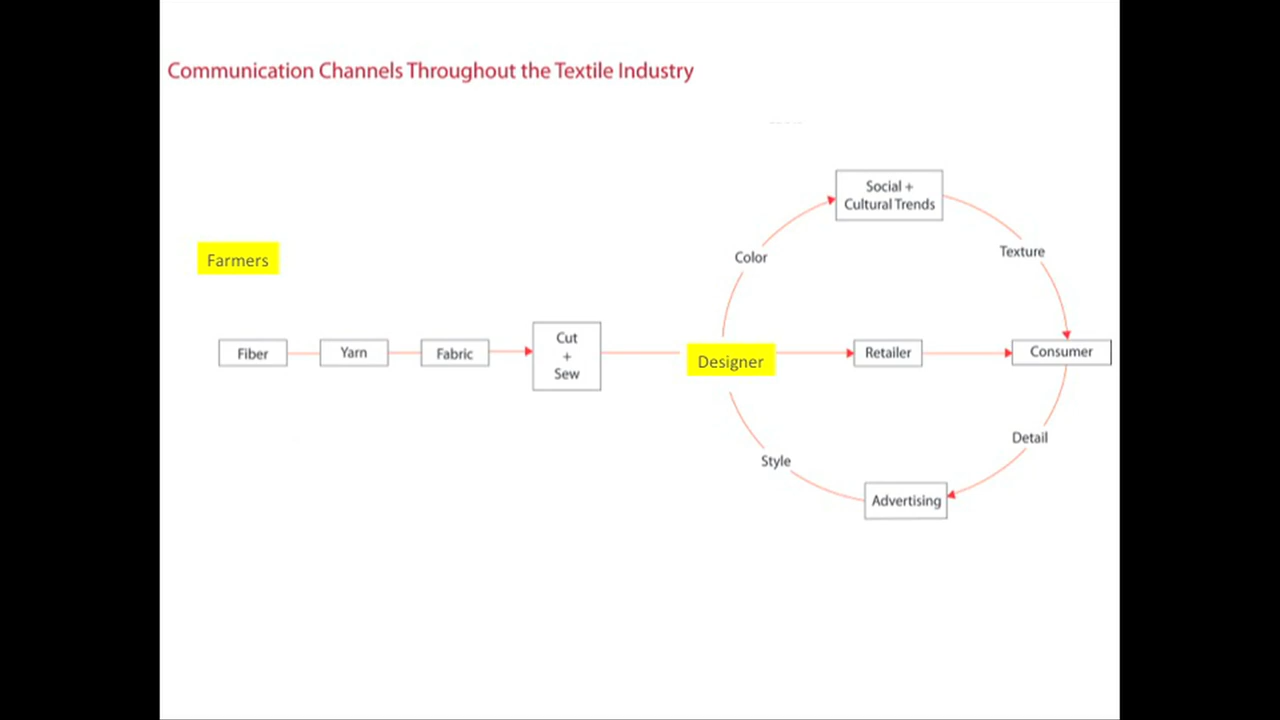 Communication Channels Throughout the Textile Industry
Social +
Cultural Trends
Color
Texture
Farmers
Fiber
Yarn
Fabric
Cut
+
Sew
Designer
Retailer
Consumer
Detail
Style
Advertising